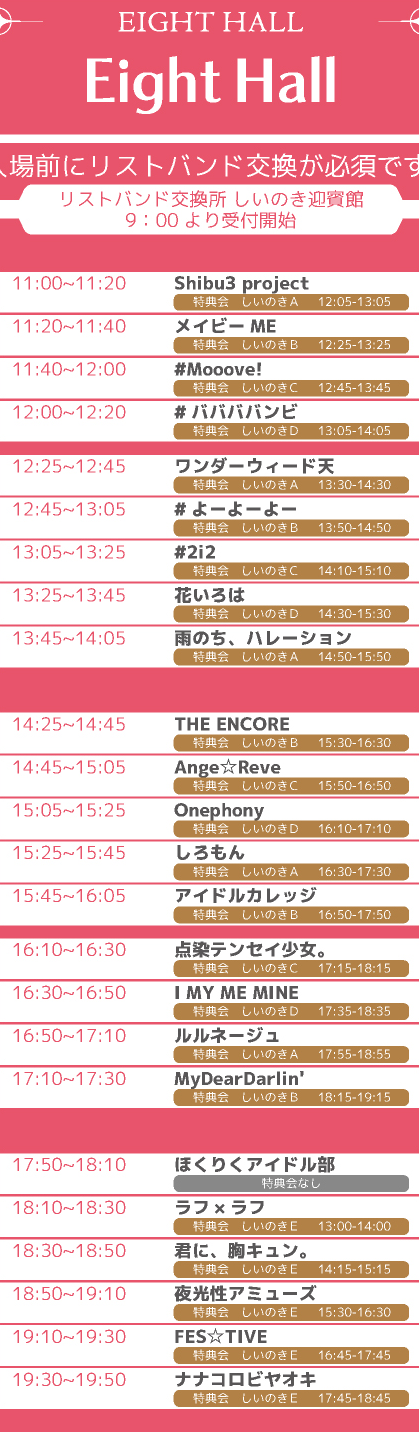 EIGHT HALL
Eight Hall
場前にリストバンド交換が必須です
リストバンド交換所 しいのき迎賓館
9：00 より受付開始
11:00~11:20 Shibu3 project
特典会 しいのきA 12:05-13:05
11:20~11:40 メイビー ME
特典会 しいのきB 12:25-13:25
11:40~12:00 #Mooove!
特典会 しいのきC 12:45-13:45
12:00~12:20 # ババババンビ
特典会 しいのきD 13:05-14:05
12:25~12:45 ワンダーウィード天
特典会 しいのきA 13:30-14:30
12:45~13:05 # よーよーよー
特典会 しいのきB 13:50-14:50
13:05~13:25 #2i2
特典会 しいのきC 14:10-15:10
13:25~13:45 花いろは
特典会 しいのきD 14:30-15:30
13:45~14:05 雨のち、ハレーション
特典会 しいのきA 14:50-15:50
14:25~14:45 THE ENCORE
特典会 しいのきB 15:30-16:30
14:45~15:05 Ange☆Reve
特典会 しいのきC 15:50-16:50
15:05~15:25 Onephony
特典会 しいのきD 16:10-17:10
15:25~15:45 しろもん
特典会 しいのきA 16:30-17:30
15:45~16:05 アイドルカレッジ
特典会 しいのきB 16:50-17:50
16:10~16:30 点染テンセイ少女。
特典会 しいのきC 17:15-18:15
16:30~16:50 I MY ME MINE
特典会 しいのきD 17:35-18:35
16:50~17:10 ルルネージュ
特典会 しいのきA 17:55-18:55
17:10~17:30 MyDearDarlin'
特典会 しいのきB 18:15-19:15
17:50~18:10 ほくりくアイドル部
特典会なし
18:10~18:30 ラフ × ラフ
特典会 しいのきE 13:00-14:00
18:30~18:50 君に、胸キュン。
特典会 しいのきE 14:15-15:15
18:50~19:10 夜光性アミューズ
特典会 しいのきE 15:30-16:30
19:10~19:30 FES☆TIVE
特典会 しいのきE 16:45-17:45
19:30~19:50 ナナコロビヤオキ
特典会 しいのきE 17:45-18:45